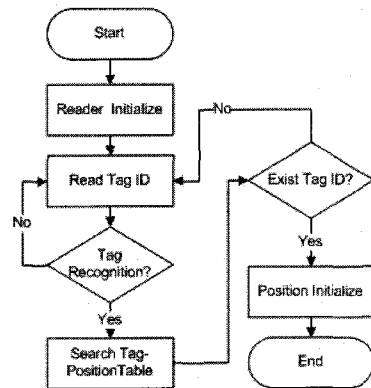 Start
Reader Initialize
Read Tag ID
No
Tag
Recognition?
Yes
Search Tag-
PositionTable
No
Exist Tag ID?
Yes
Position Initialize
End